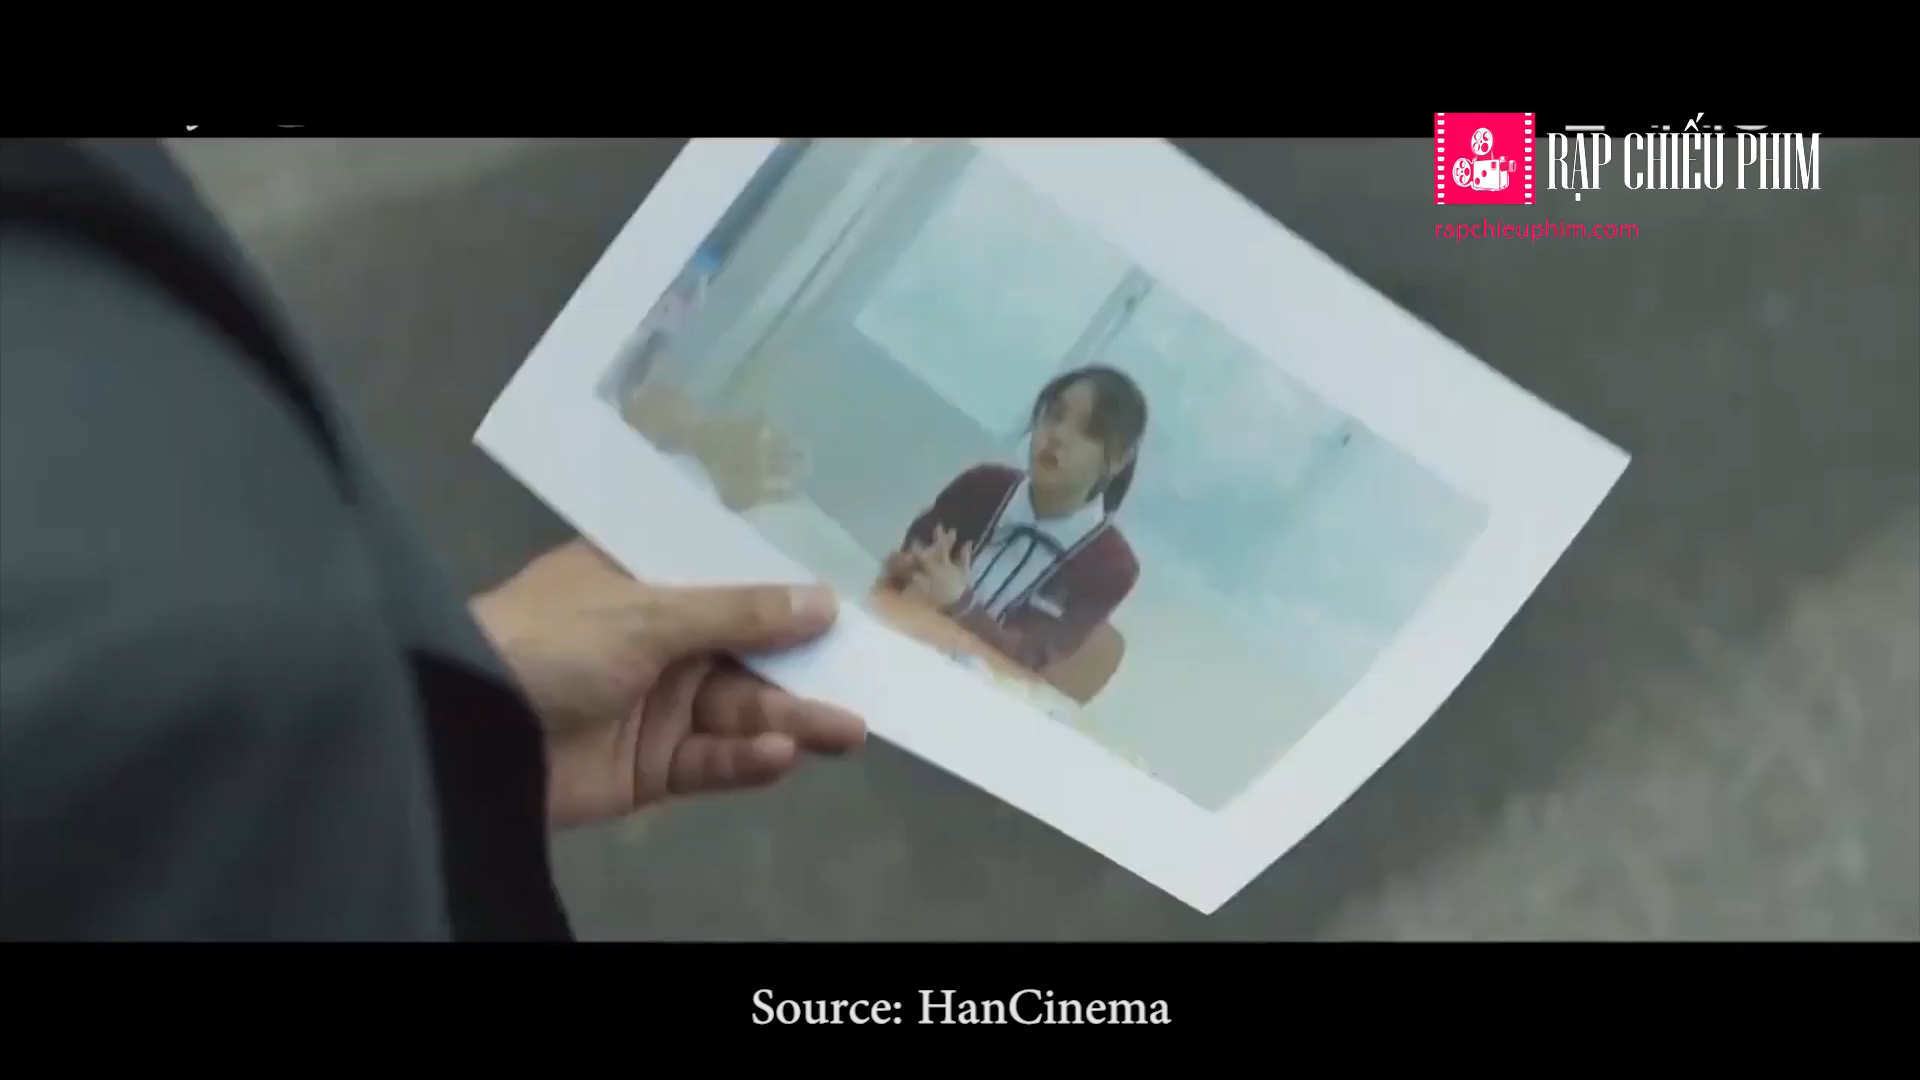 RẠP CHIẾU PHIM
rapchieuphim.com
Source: HanCinema